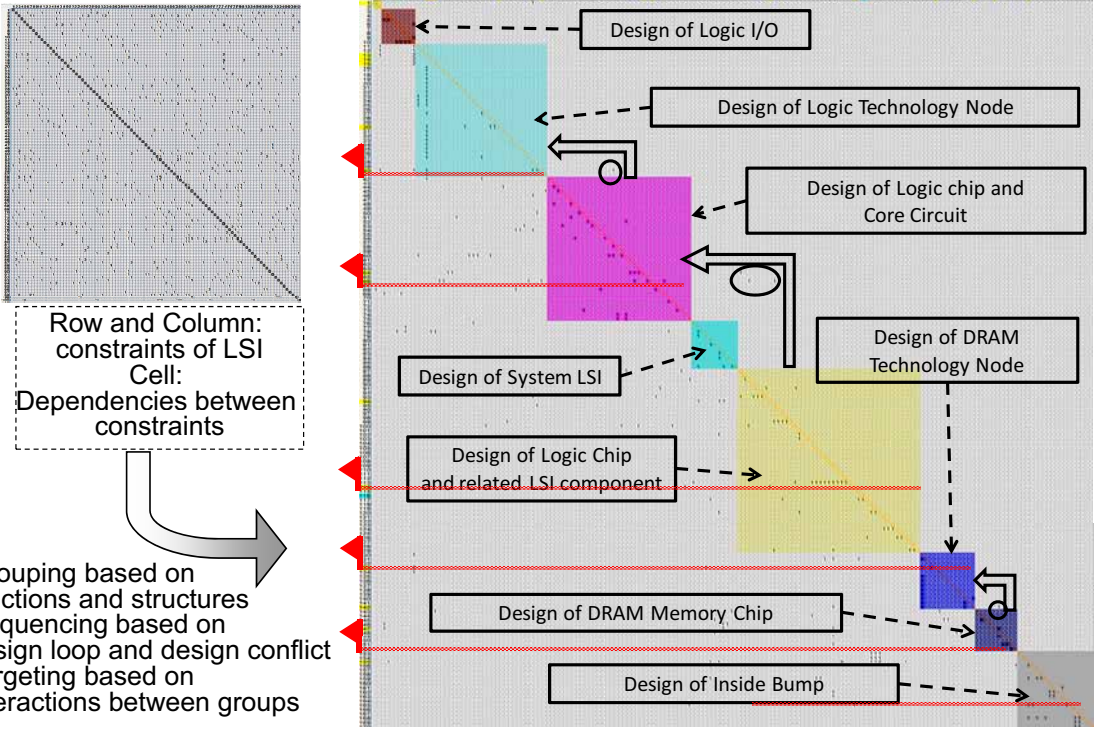 Design of Logic I/O
Design of Logic Technology Node
Design of Logic chip and
Core Circuit
Row and Column:
constraints of LSI
Cell:
Dependencies between
constraints
Design of DRAM
Technology Node
Design of System LSI
Design of Logic Chip
and related LSI component
ouping based on
ctions and structures
quencing based on
sign loop and design conflict
rgeting based on
eractions between groups
Design of DRAM Memory Chip
Design of Inside Bump